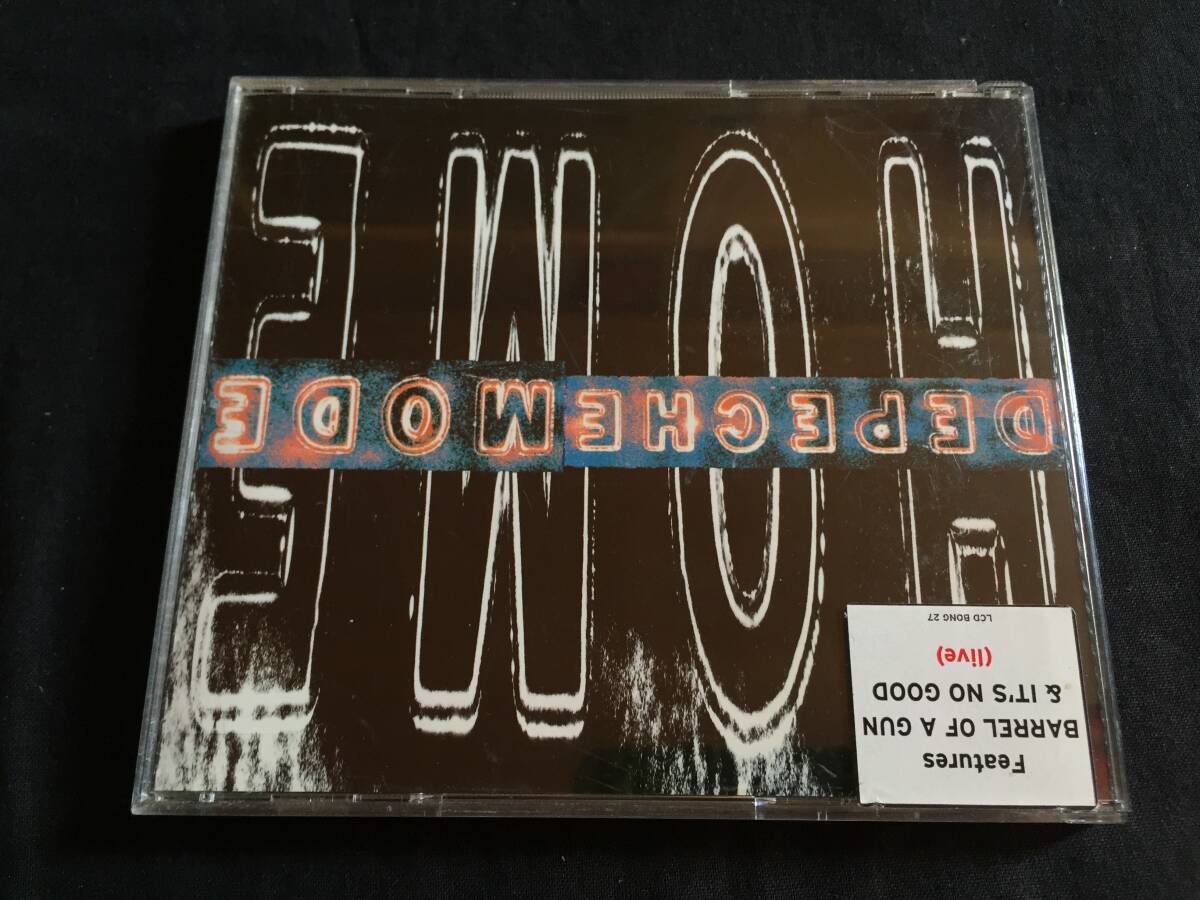 HOME
DEPECHE MODE
Features
BARREL OF A GUN
& IT'S NO GOOD
(live)
LCD BONG 27